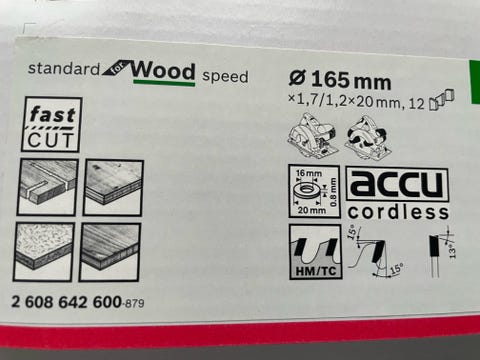 standard for Wood speed
fast
CUT
2 608 642 600-879
Ø 165 mm
×1,7/1,2×20 mm, 12
16 mm
0.8 mm
20 mm
accu
cordless
HM/TC
15°
15°
13°